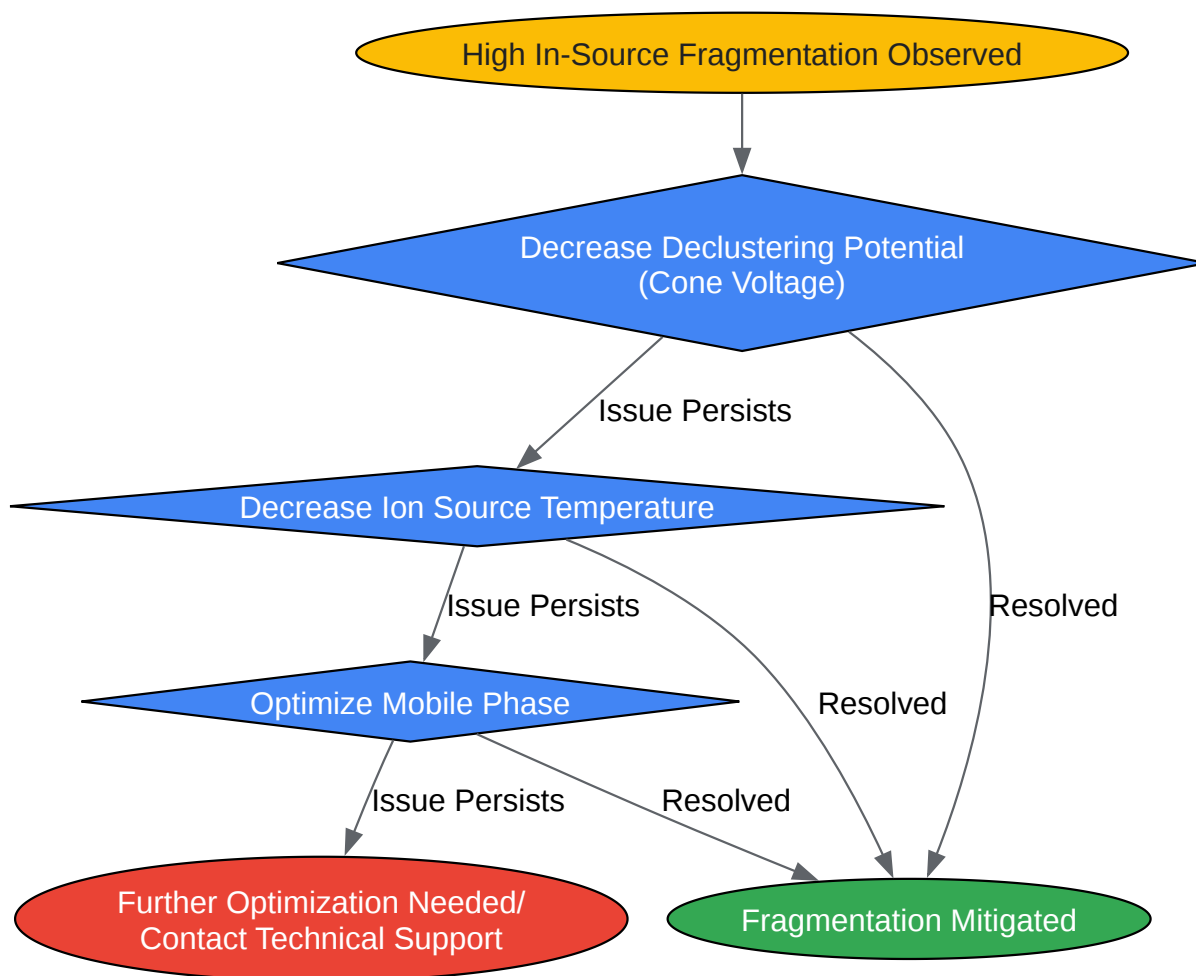 High In-Source Fragmentation Observed
Decrease Declustering Potential
(Cone Voltage)
Issue Persists
Decrease Ion Source Temperature
Issue Persists
Resolved
Optimize Mobile Phase
Resolved
Issue Persists
Resolved
Further Optimization Needed/
Contact Technical Support
Fragmentation Mitigated